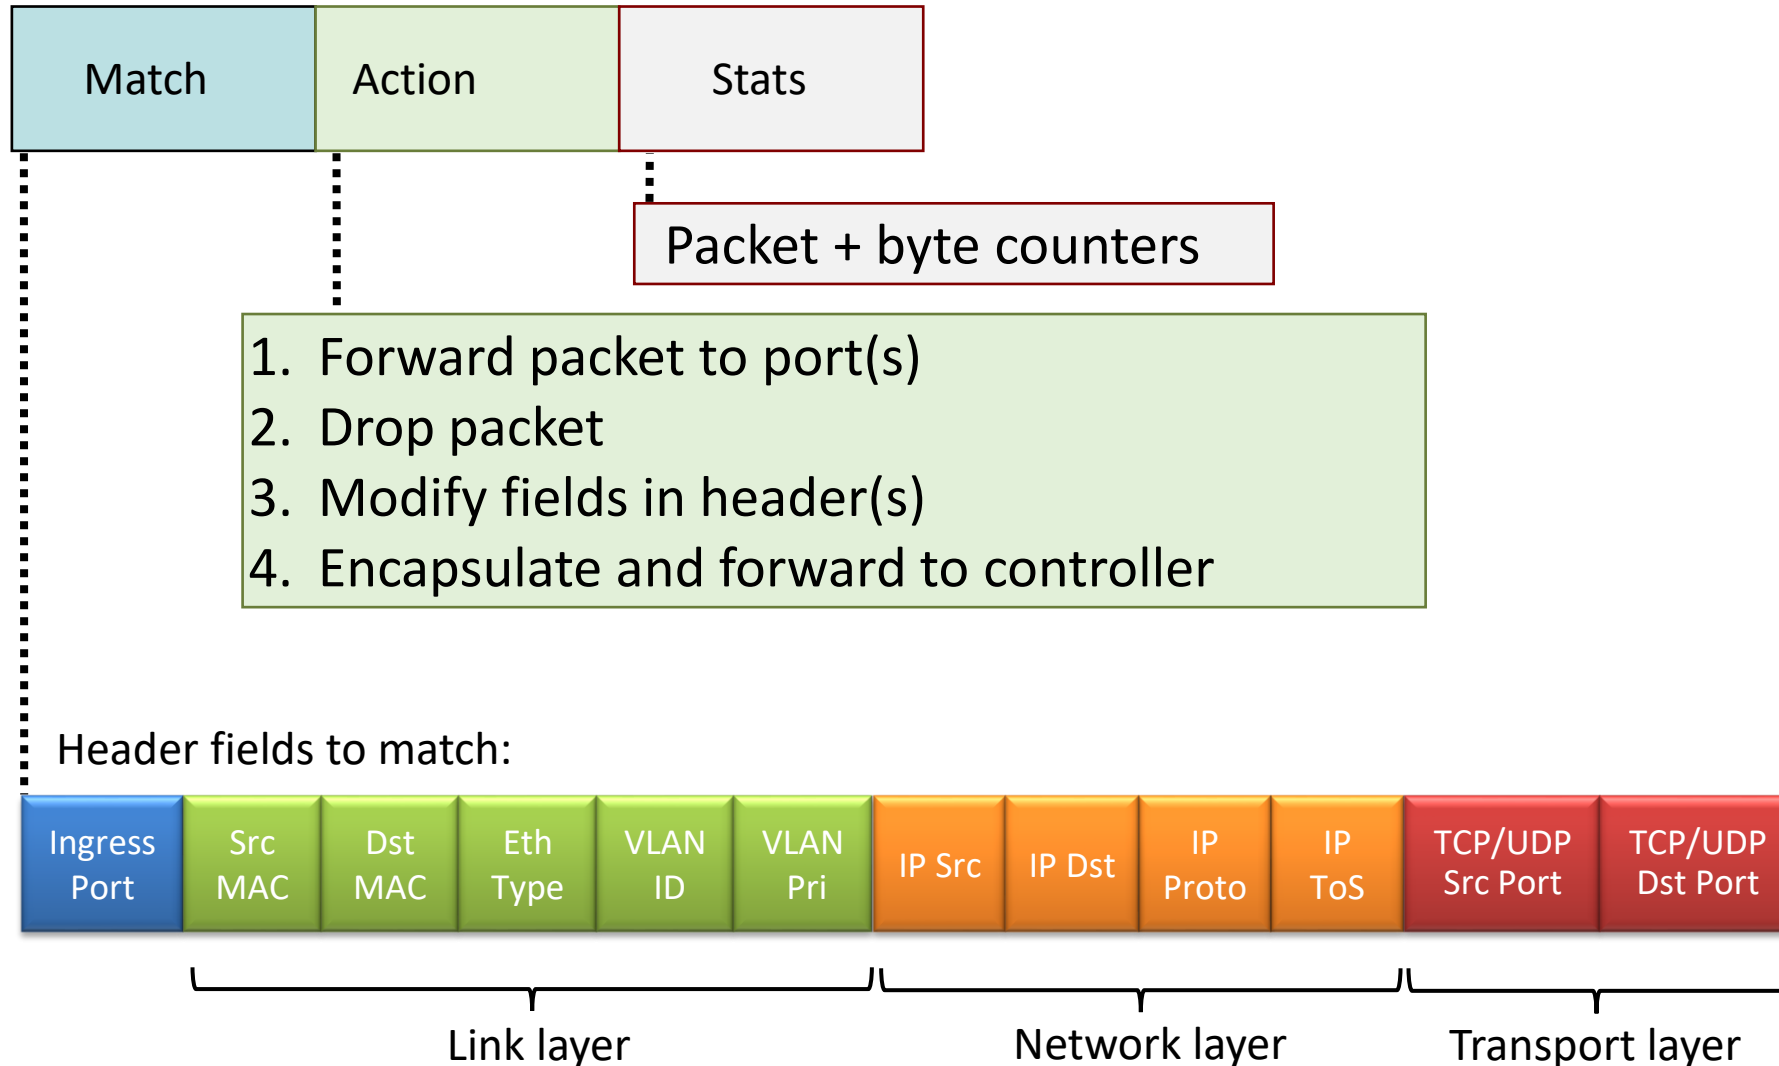 Match
Action
Stats
Packet + byte counters
1. Forward packet to port(s)
2. Drop packet
3. Modify fields in header(s)
4. Encapsulate and forward to controller
Header fields to match:
Ingress
Port
Src
MAC
Dst
MAC
Eth
Type
VLAN
ID
VLAN
Pri
IP Src
IP Dst
IP
Proto
IP
ToS
TCP/UDP
Src Port
TCP/UDP
Dst Port
Link layer
Network layer
Transport layer